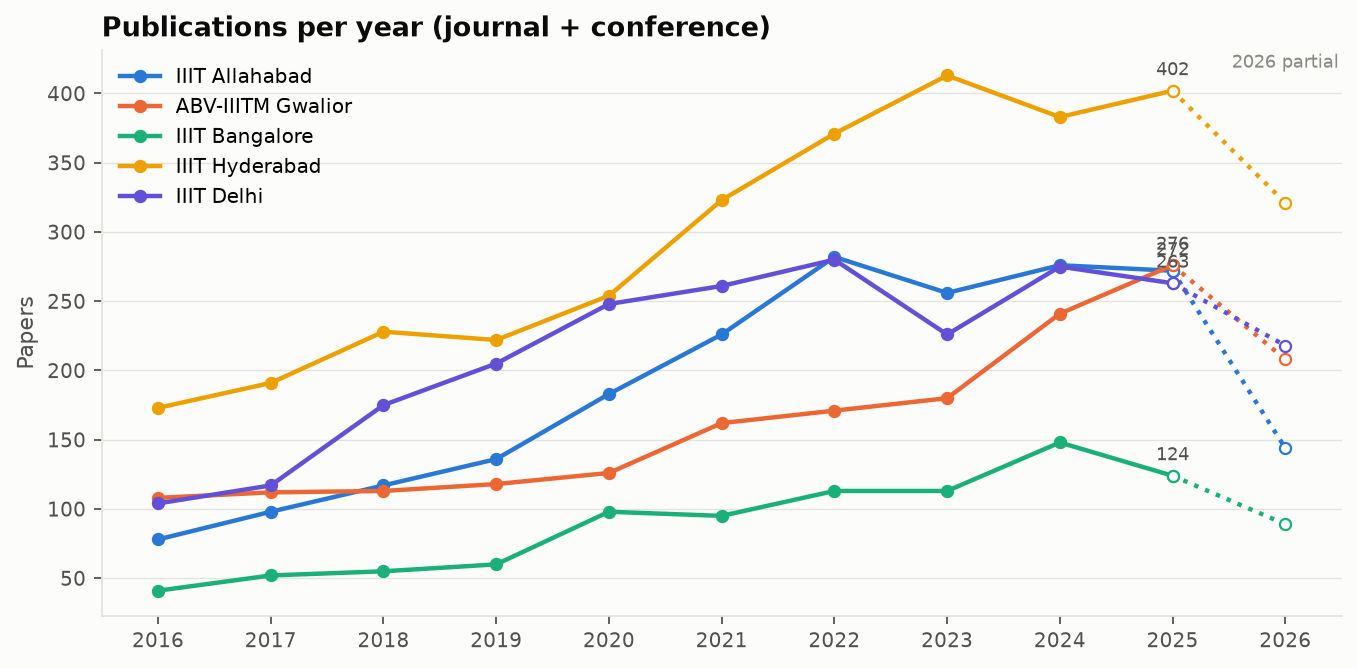 Publications per year (journal + conference)
2026 partial
IIIT Allahabad
ABV-IIITM Gwalior
IIIT Bangalore
IIIT Hyderabad
IIIT Delhi
Papers
400
350
300
250
200
150
100
50
402
276
272
263
124
2016 2017 2018 2019 2020 2021 2022 2023 2024 2025 2026